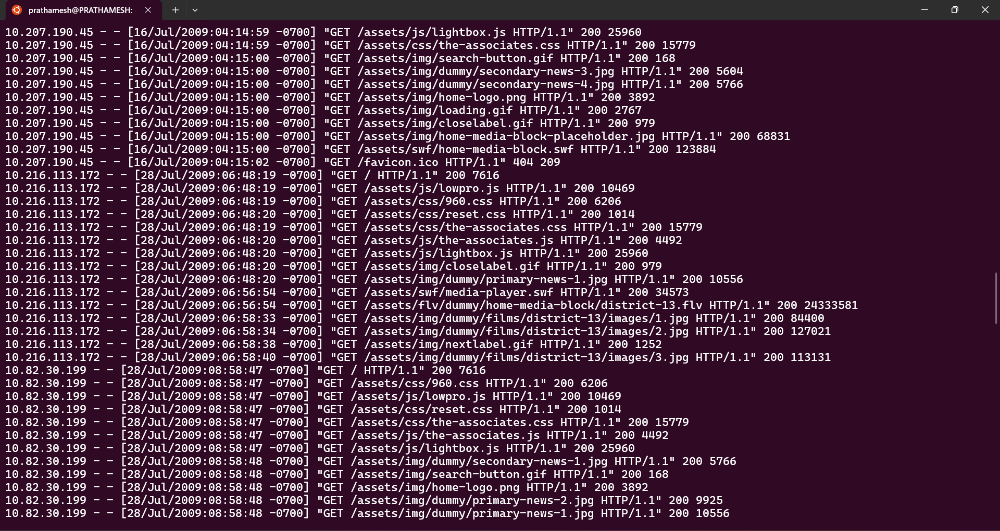 prathamesh@PRATHAMESH:
10.207.190.45 - - [16/Jul/2009:04:14:59 -0700] "GET /assets/js/lightbox.js HTTP/1.1" 200 25960
10.207.190.45 - - [16/Jul/2009:04:14:59 -0700] "GET /assets/css/the-associates.css HTTP/1.1" 200 15779
10.207.190.45 - - [16/Jul/2009:04:15:00 -0700] "GET /assets/img/search-button.gif HTTP/1.1" 200 168
10.207.190.45 - - [16/Jul/2009:04:15:00 -0700] "GET /assets/img/dummy/secondary-news-3.jpg HTTP/1.1" 200 5604
10.207.190.45 - - [16/Jul/2009:04:15:00 -0700] "GET /assets/img/dummy/secondary-news-4.jpg HTTP/1.1" 200 5766
10.207.190.45 - - [16/Jul/2009:04:15:00 -0700] "GET /assets/img/home-logo.png HTTP/1.1" 200 3892
10.207.190.45 - - [16/Jul/2009:04:15:00 -0700] "GET /assets/img/loading.gif HTTP/1.1" 200 2767
10.207.190.45 - - [16/Jul/2009:04:15:00 -0700] "GET /assets/img/closelabel.gif HTTP/1.1" 200 979
10.207.190.45 - - [16/Jul/2009:04:15:00 -0700] "GET /assets/img/home-media-block-placeholder.jpg HTTP/1.1" 200 68831
10.207.190.45 - - [16/Jul/2009:04:15:00 -0700] "GET /assets/swf/home-media-block.swf HTTP/1.1" 200 123884
10.207.190.45 - - [16/Jul/2009:04:15:02 -0700] "GET /favicon.ico HTTP/1.1" 404 209
10.216.113.172 - - [28/Jul/2009:06:48:19 -0700] "GET / HTTP/1.1" 200 7616
10.216.113.172 - - [28/Jul/2009:06:48:19 -0700] "GET /assets/js/lowpro.js HTTP/1.1" 200 10469
10.216.113.172 - - [28/Jul/2009:06:48:19 -0700] "GET /assets/css/960.css HTTP/1.1" 200 6206
10.216.113.172 - - [28/Jul/2009:06:48:20 -0700] "GET /assets/css/reset.css HTTP/1.1" 200 1014
10.216.113.172 - - [28/Jul/2009:06:48:19 -0700] "GET /assets/css/the-associates.css HTTP/1.1" 200 15779
10.216.113.172 - - [28/Jul/2009:06:48:20 -0700] "GET /assets/js/the-associates.js HTTP/1.1" 200 4492
10.216.113.172 - - [28/Jul/2009:06:48:20 -0700] "GET /assets/js/lightbox.js HTTP/1.1" 200 25960
10.216.113.172 - - [28/Jul/2009:06:48:20 -0700] "GET /assets/img/closelabel.gif HTTP/1.1" 200 979
10.216.113.172 - - [28/Jul/2009:06:48:20 -0700] "GET /assets/img/dummy/primary-news-1.jpg HTTP/1.1" 200 10556
10.216.113.172 - - [28/Jul/2009:06:56:54 -0700] "GET /assets/swf/media-player.swf HTTP/1.1" 200 34573
10.216.113.172 - - [28/Jul/2009:06:56:54 -0700] "GET /assets/flv/dummy/home-media-block/district-13.flv HTTP/1.1" 200 24333581
10.216.113.172 - - [28/Jul/2009:06:58:33 -0700] "GET /assets/img/dummy/films/district-13/images/1.jpg HTTP/1.1" 200 84400
10.216.113.172 - - [28/Jul/2009:06:58:34 -0700] "GET /assets/img/dummy/films/district-13/images/2.jpg HTTP/1.1" 200 127021
10.216.113.172 - - [28/Jul/2009:06:58:38 -0700] "GET /assets/img/nextlabel.gif HTTP/1.1" 200 1252
10.216.113.172 - - [28/Jul/2009:06:58:40 -0700] "GET /assets/img/dummy/films/district-13/images/3.jpg HTTP/1.1" 200 113131
10.82.30.199 - - [28/Jul/2009:08:58:47 -0700] "GET / HTTP/1.1" 200 7616
10.82.30.199 - - [28/Jul/2009:08:58:47 -0700] "GET /assets/css/960.css HTTP/1.1" 200 6206
10.82.30.199 - - [28/Jul/2009:08:58:47 -0700] "GET /assets/js/lowpro.js HTTP/1.1" 200 10469
10.82.30.199 - - [28/Jul/2009:08:58:47 -0700] "GET /assets/css/reset.css HTTP/1.1" 200 1014
10.82.30.199 - - [28/Jul/2009:08:58:47 -0700] "GET /assets/css/the-associates.css HTTP/1.1" 200 15779
10.82.30.199 - - [28/Jul/2009:08:58:47 -0700] "GET /assets/js/the-associates.js HTTP/1.1" 200 4492
10.82.30.199 - - [28/Jul/2009:08:58:47 -0700] "GET /assets/js/lightbox.js HTTP/1.1" 200 25960
10.82.30.199 - - [28/Jul/2009:08:58:48 -0700] "GET /assets/img/dummy/secondary-news-1.jpg HTTP/1.1" 200 5766
10.82.30.199 - - [28/Jul/2009:08:58:48 -0700] "GET /assets/img/search-button.gif HTTP/1.1" 200 168
10.82.30.199 - - [28/Jul/2009:08:58:48 -0700] "GET /assets/img/home-logo.png HTTP/1.1" 200 3892
10.82.30.199 - - [28/Jul/2009:08:58:48 -0700] "GET /assets/img/dummy/primary-news-2.jpg HTTP/1.1" 200 9925
10.82.30.199 - - [28/Jul/2009:08:58:48 -0700] "GET /assets/img/dummy/primary-news-1.jpg HTTP/1.1" 200 10556